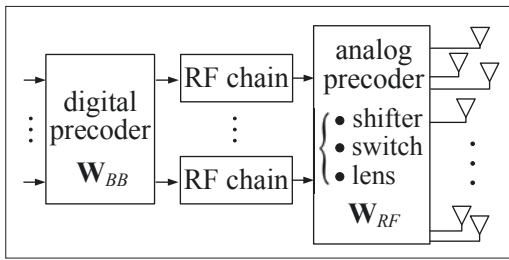 digital
precoder
W_BB
RF chain
RF chain
analog
precoder
• shifter
• switch
• lens
W_RF